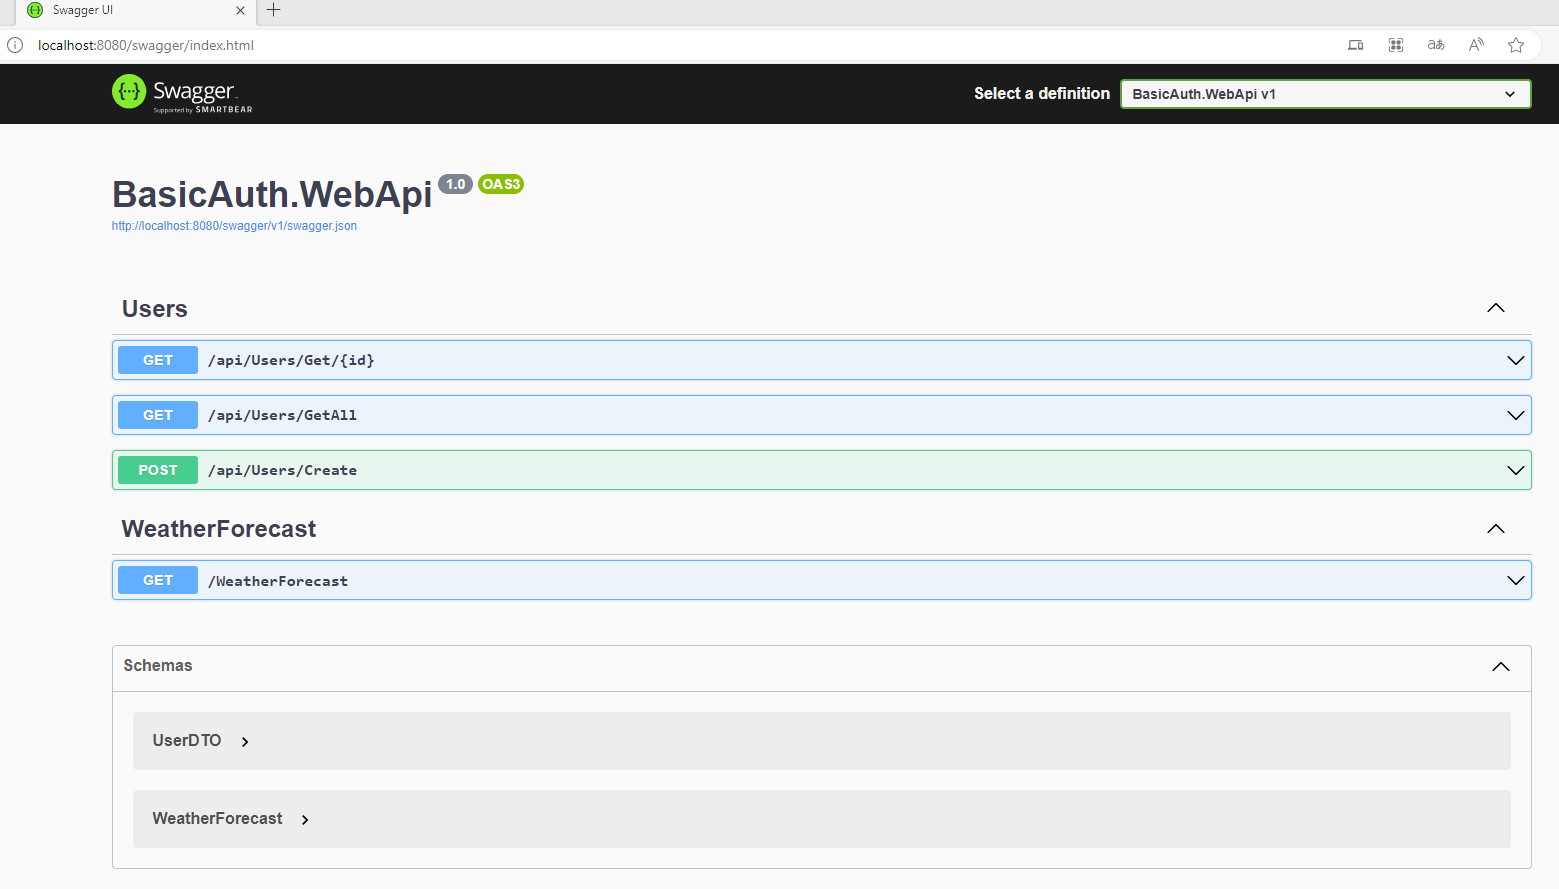 Swagger UI
localhost:8080/swagger/index.html
Swagger.
Supported by SMARTBEAR
Select a definition
BasicAuth.WebApi v1
BasicAuth.WebApi 1.0 OAS3
http://localhost:8080/swagger/v1/swagger.json
Users
GET /api/Users/Get/{id}
GET /api/Users/GetAll
POST /api/Users/Create
WeatherForecast
GET /WeatherForecast
Schemas
UserDTO
WeatherForecast